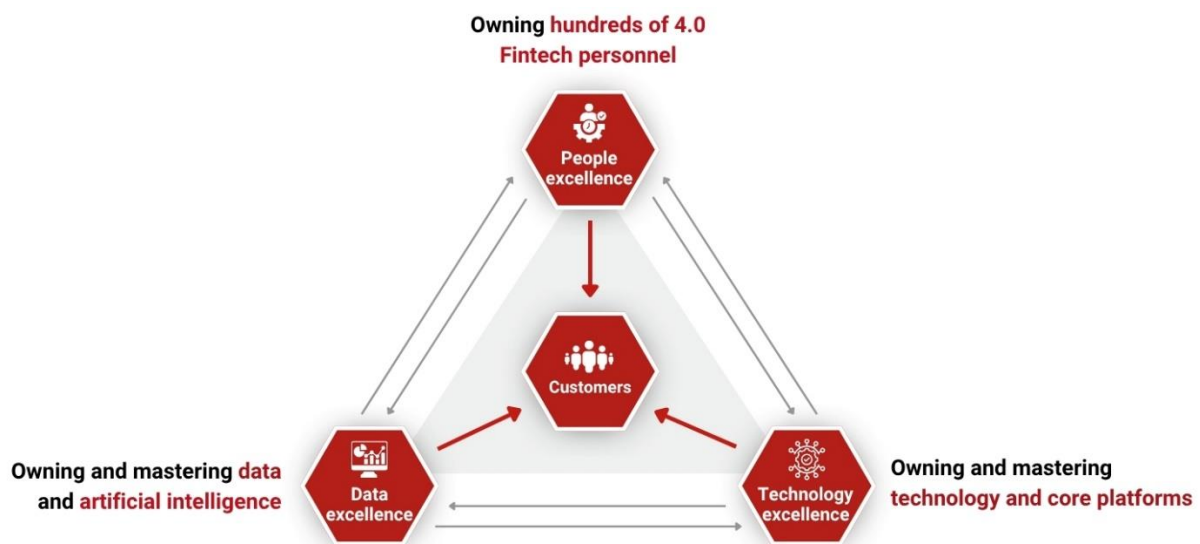 Owning hundreds of 4.0
Fintech personnel
People
excellence
Customers
Owning and mastering data
and artificial intelligence
Data
excellence
Technology
excellence
Owning and mastering
technology and core platforms